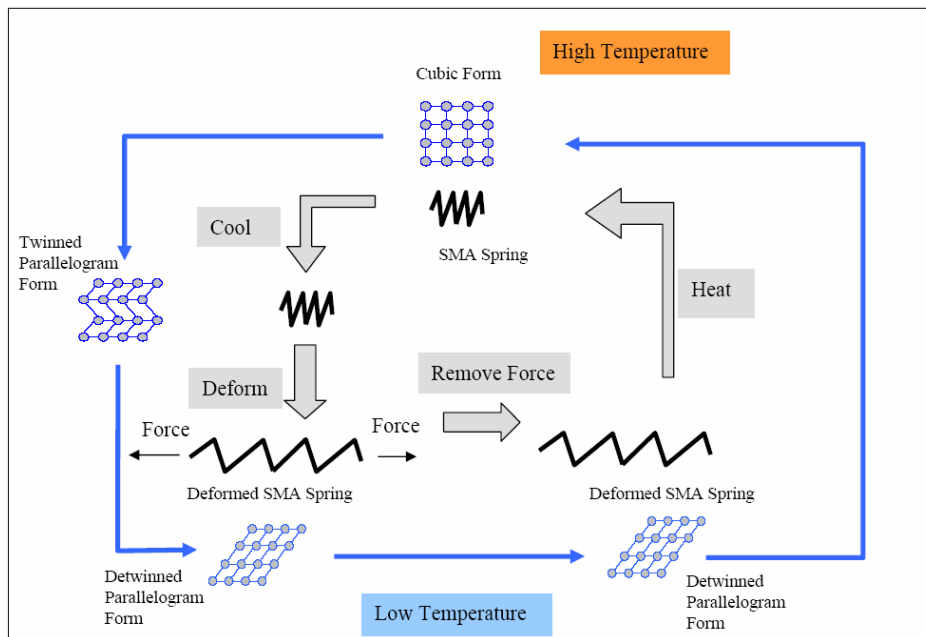 High Temperature
Cubic Form
Cool
Twinned
Parallelogram
Form
SMA Spring
Heat
Deform
Remove Force
Force
Force
Deformed SMA Spring
Deformed SMA Spring
Detwinned
Parallelogram
Form
Low Temperature
Detwinned
Parallelogram
Form